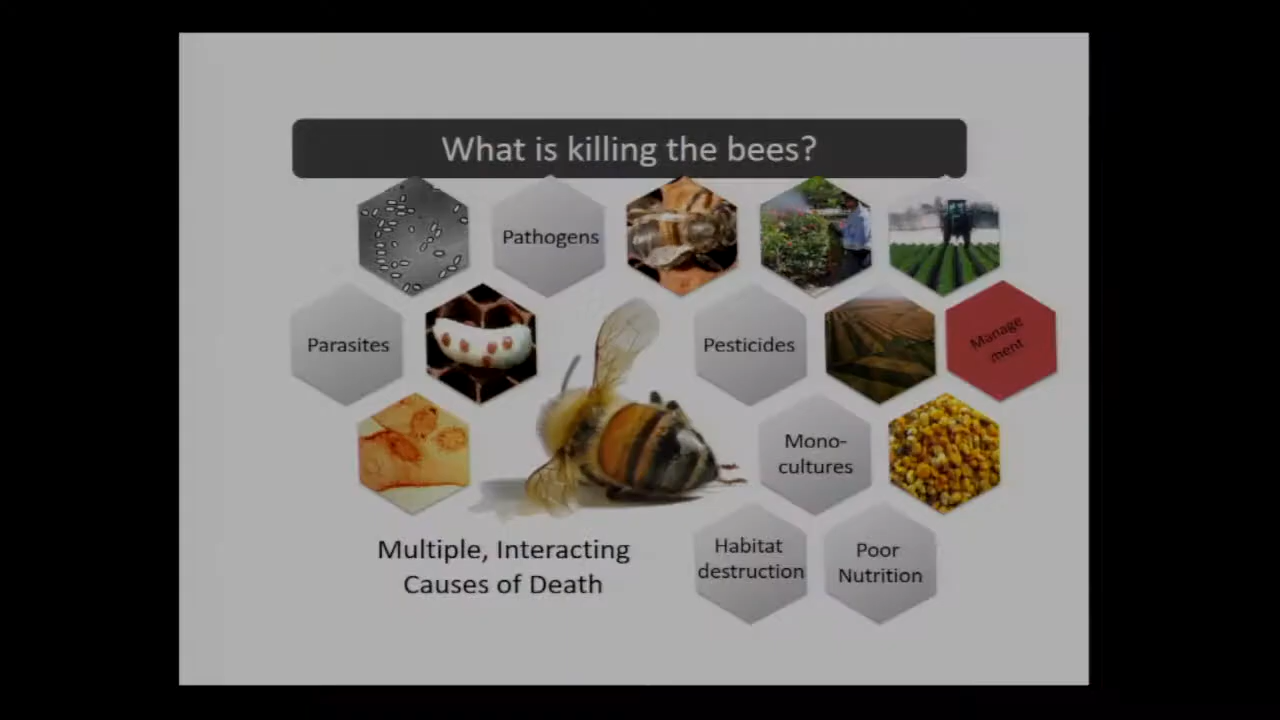 What is killing the bees?
Pathogens
Parasites
Pesticides
Manage
ment
Mono-
cultures
Multiple, Interacting
Causes of Death
Habitat
destruction
Poor
Nutrition